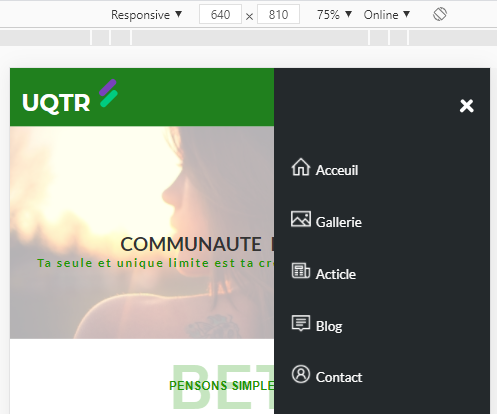 Responsive ▼ 640 × 810 75% ▼ Online ▼
UQTR
Acceuil
Gallerie
COMMUNAUTE
Ta seule et unique limite est ta
Acticle
Blog
BET
PENSONS SIMPLE
Contact